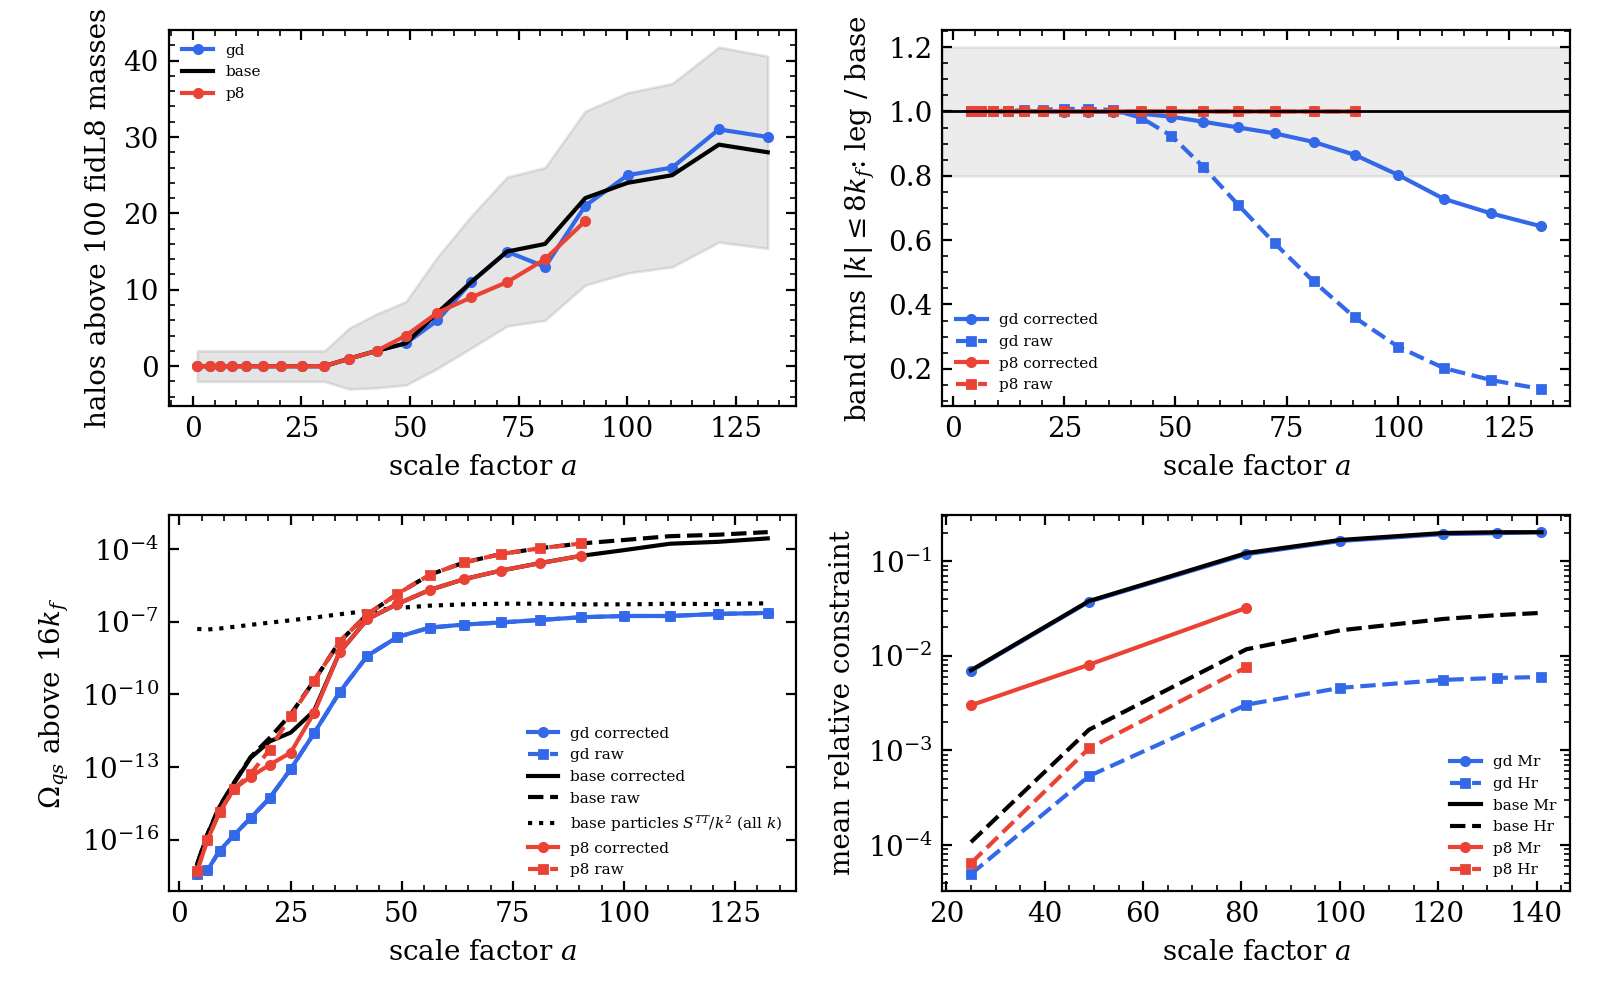 halos above 100 fidL8 masses
40
30
20
10
0
gd
base
p8
0 25 50 75 100 125
scale factor a
band rms |k| ≤ 8k_f: leg / base
1.2
1.0
0.8
0.6
0.4
0.2
gd corrected
gd raw
p8 corrected
p8 raw
0 25 50 75 100 125
scale factor a
Ω_{qs} above 16k_f
10^{-4}
10^{-7}
10^{-10}
10^{-13}
10^{-16}
gd corrected
gd raw
base corrected
base raw
base particles S^{TT}/k^2 (all k)
p8 corrected
p8 raw
0 25 50 75 100 125
scale factor a
mean relative constraint
10^{-1}
10^{-2}
10^{-3}
10^{-4}
gd Mr
gd Hr
base Mr
base Hr
p8 Mr
p8 Hr
20 40 60 80 100 120 140
scale factor a